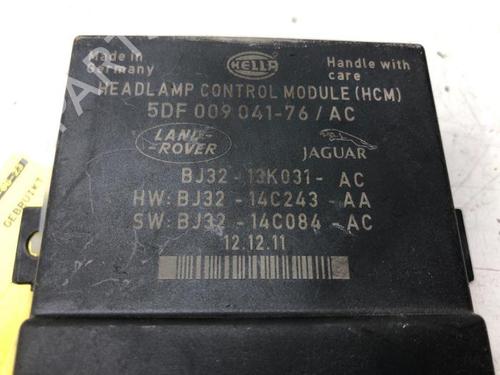 Made in
Germany
HELLA
Handle with
care
HEADLAMP CONTROL MODULE (HCM)
5DF 009 041-76 / AC
LAND-
-ROVER
JAGUAR
BJ32 - 13K031 - AC
HW: BJ32 - 14C243 - AA
SW: BJ32 - 14C084 - AC
12.12.11
GEBRUIKT